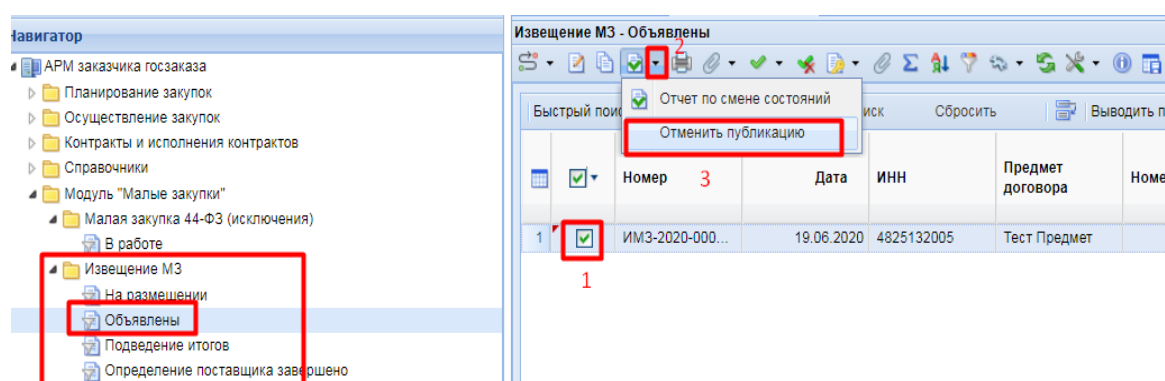 Навигатор
АРМ заказчика госзаказа
Планирование закупок
Осуществление закупок
Контракты и исполнения контрактов
Справочники
Модуль "Малые закупки"
Малая закупка 44-ФЗ (исключения)
В работе
Извещение МЗ
На размещении
Объявлены
Подведение итогов
Определение поставщика завершено
Извещение МЗ - Объявлены
2
Отчет по смене состояний
Отменить публикацию
Быстрый пои
иск Сбросить Выводить п
Номер 3 Дата ИНН Предмет договора Номе
1 ИМЗ-2020-000... 19.06.2020 4825132005 Тест Предмет
1